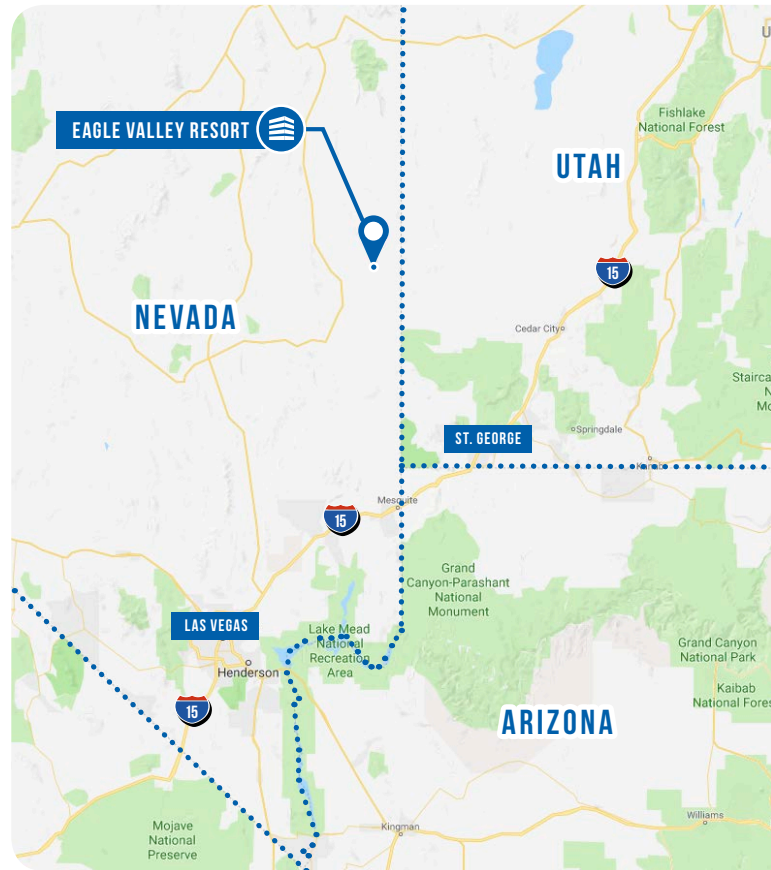 U
Fishlake
National Forest
EAGLE VALLEY RESORT
UTAH
15
NEVADA
Cedar City
Stairca
N
Mo
Springdale
ST. GEORGE
Mesquite
15
Grand
Canyon-Parashant
National
Monument
LAS VEGAS
Lake Mead
National
Recreation
Area
Henderson
Grand Canyon
National Park
Kaibab
National Fores
15
ARIZONA
Williams
Kingman
Mojave
National
Preserve